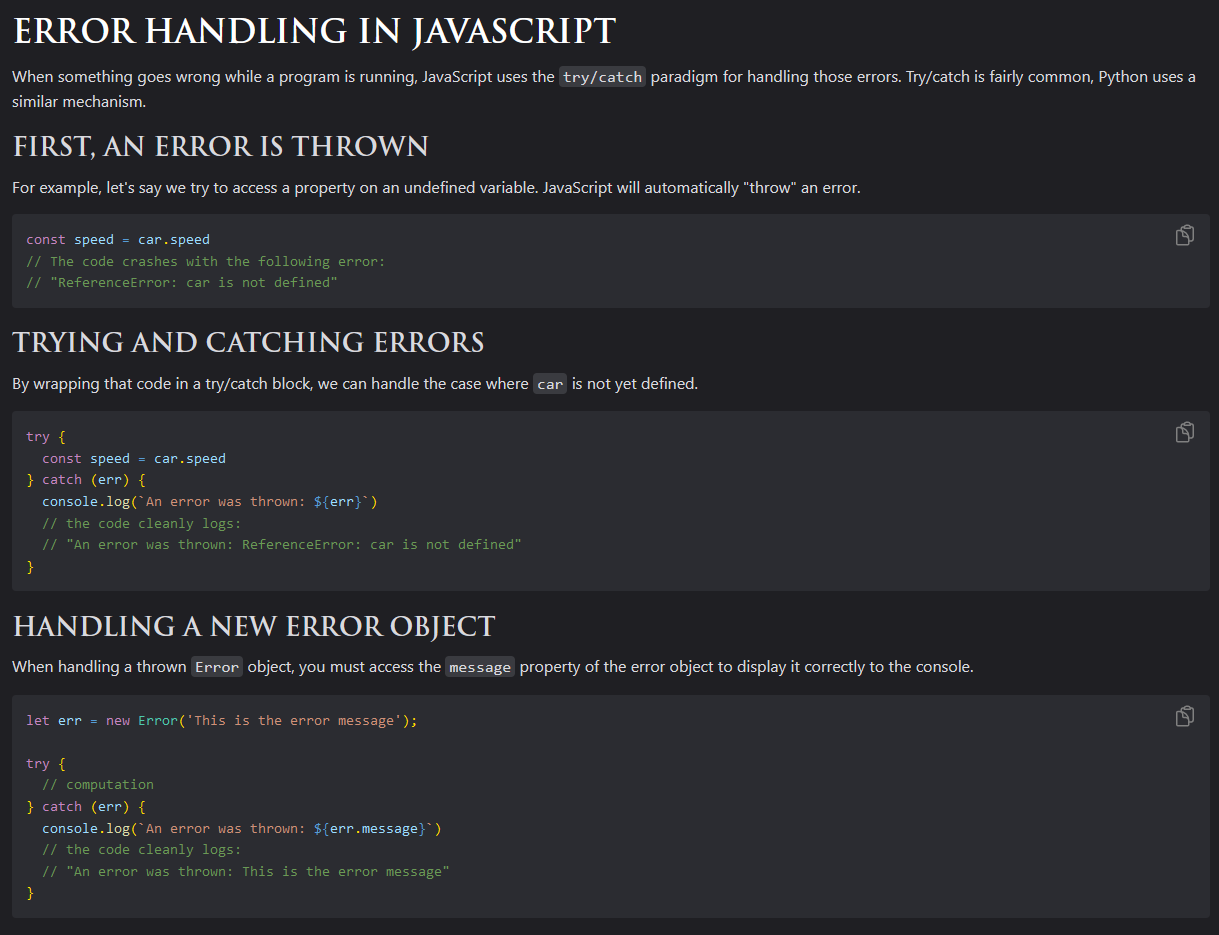 ERROR HANDLING IN JAVASCRIPT
When something goes wrong while a program is running, JavaScript uses the try/catch paradigm for handling those errors. Try/catch is fairly common, Python uses a
similar mechanism.
FIRST, AN ERROR IS THROWN
For example, let's say we try to access a property on an undefined variable. JavaScript will automatically "throw" an error.
const speed = car.speed
// The code crashes with the following error:
// "ReferenceError: car is not defined"
TRYING AND CATCHING ERRORS
By wrapping that code in a try/catch block, we can handle the case where car is not yet defined.
try {
  const speed = car.speed
} catch (err) {
  console.log(`An error was thrown: ${err}`)
  // the code cleanly logs:
  // "An error was thrown: ReferenceError: car is not defined"
}
HANDLING A NEW ERROR OBJECT
When handling a thrown Error object, you must access the message property of the error object to display it correctly to the console.
let err = new Error('This is the error message');
try {
  // computation
} catch (err) {
  console.log(`An error was thrown: ${err.message}`)
  // the code cleanly logs:
  // "An error was thrown: This is the error message"
}